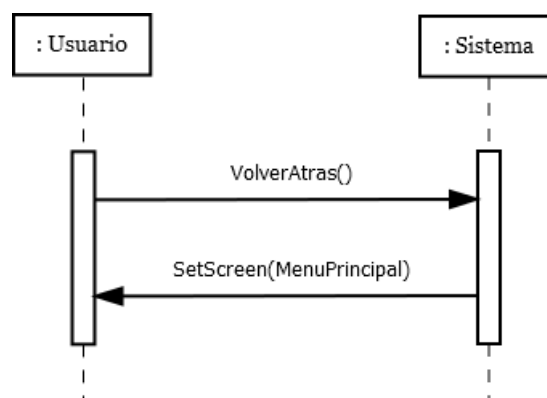 : Usuario
: Sistema
VolverAtras()
SetScreen(MenuPrincipal)